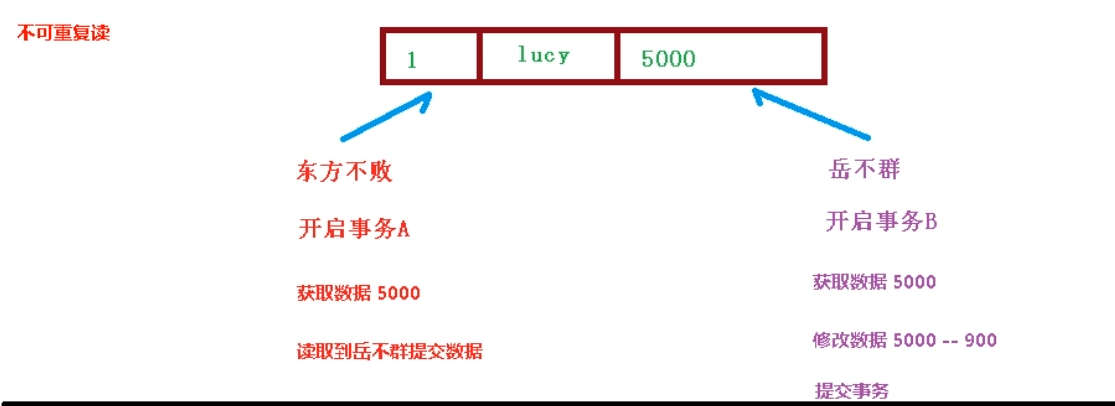 不可重复读
1 lucy 5000
东方不败
岳不群
开启事务A
开启事务B
获取数据 5000
获取数据 5000
读取到岳不群提交数据
修改数据 5000 -- 900
提交事务